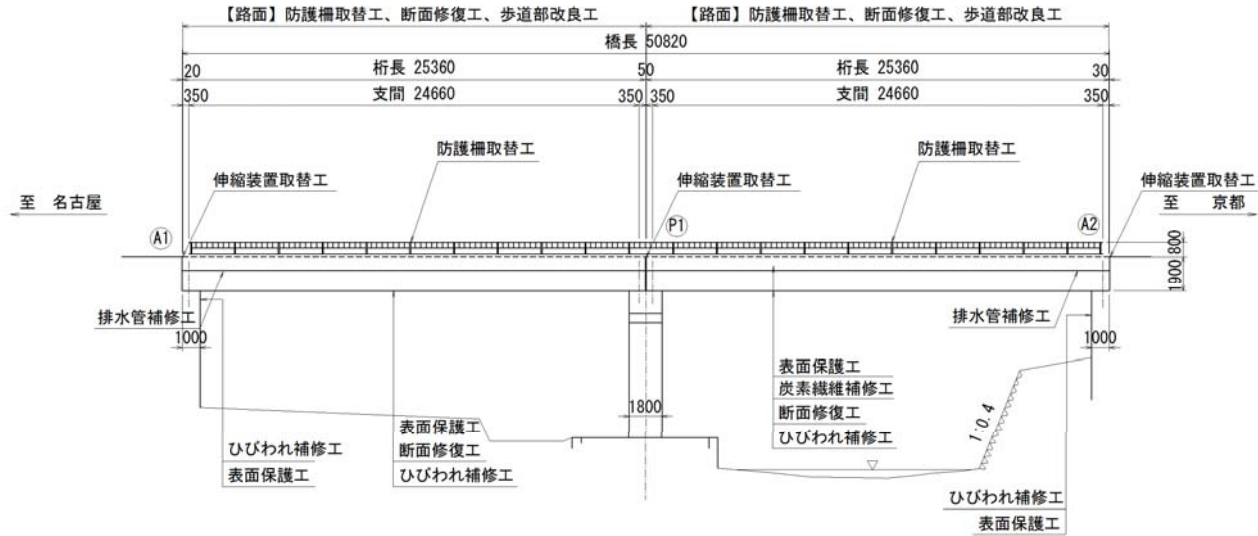 【路面】防護柵取替工、断面修復工、歩道部改良工
【路面】防護柵取替工、断面修復工、歩道部改良工
橋長 50820
20
桁長 25360
50
桁長 25360
30
350
支間 24660
350
350
支間 24660
350
防護柵取替工
防護柵取替工
伸縮装置取替工
伸縮装置取替工
伸縮装置取替工
至 名古屋
至 京都
A1
P1
A2
800
1900
排水管補修工
排水管補修工
1000
1000
表面保護工
炭素繊維補修工
断面修復工
ひびわれ補修工
1800
1:0.4
表面保護工
断面修復工
ひびわれ補修工
ひびわれ補修工
表面保護工
ひびわれ補修工
表面保護工